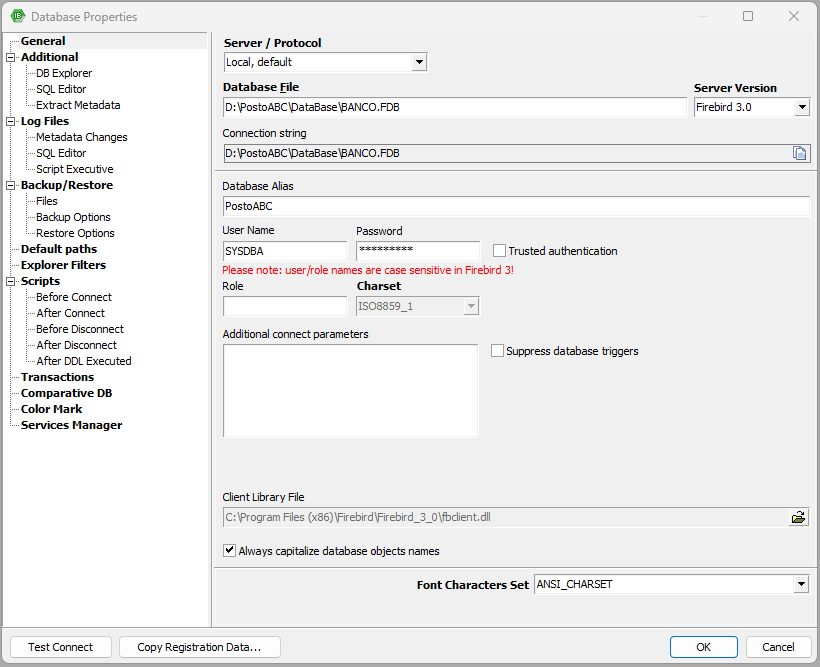 Database Properties
General
Additional
DB Explorer
SQL Editor
Extract Metadata
Log Files
Metadata Changes
SQL Editor
Script Executive
Backup/Restore
Files
Backup Options
Restore Options
Default paths
Explorer Filters
Scripts
Before Connect
After Connect
Before Disconnect
After Disconnect
After DDL Executed
Transactions
Comparative DB
Color Mark
Services Manager
Server / Protocol
Local, default
Database File
Server Version
D:\PostoABC\DataBase\BANCO.FDB
Firebird 3.0
Connection string
D:\PostoABC\DataBase\BANCO.FDB
Database Alias
PostoABC
User Name
Password
SYSDBA
*********
Trusted authentication
Please note: user/role names are case sensitive in Firebird 3!
Role
Charset
ISO8859_1
Additional connect parameters
Suppress database triggers
Client Library File
C:\Program Files (x86)\Firebird\Firebird_3_0\fbclient.dll
Always capitalize database objects names
Font Characters Set
ANSI_CHARSET
Test Connect
Copy Registration Data...
OK
Cancel